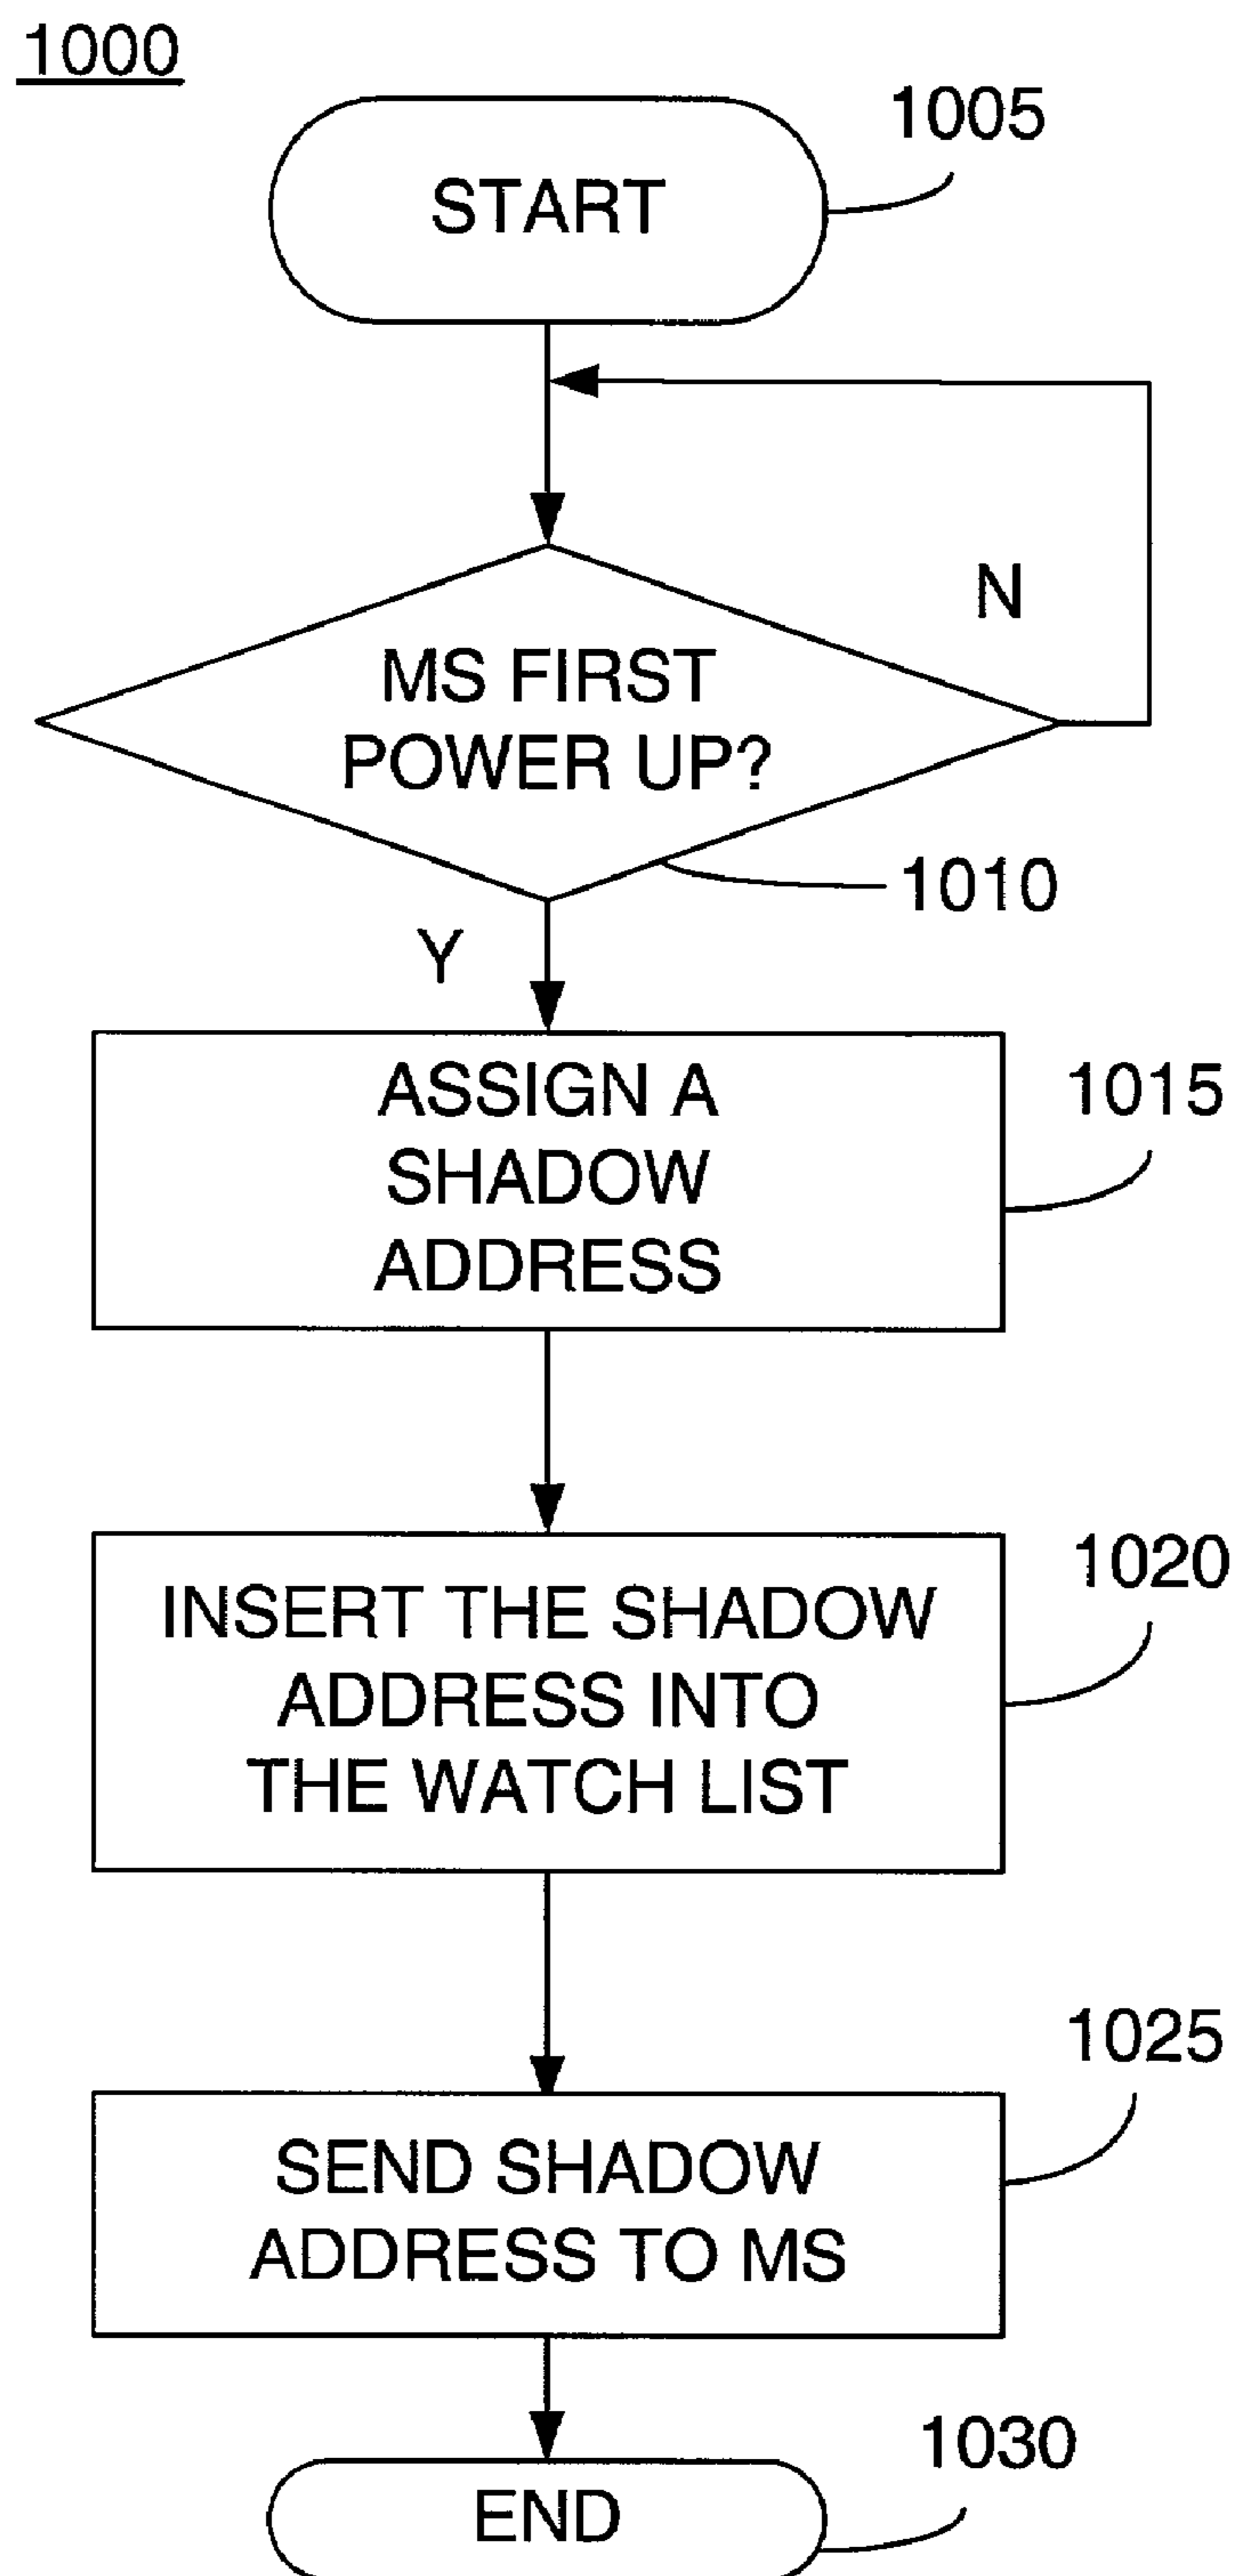 1000
1005
START
N
MS FIRST
POWER UP?
1010
Y
ASSIGN A
SHADOW
ADDRESS
1015
INSERT THE SHADOW
ADDRESS INTO
THE WATCH LIST
1020
1025
SEND SHADOW
ADDRESS TO MS
1030
END